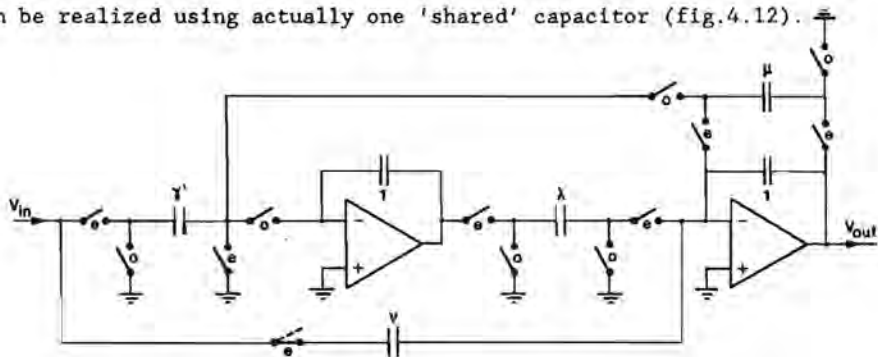 n be realized using actually one 'shared' capacitor (fig.4.12).
o
μ
o
e
e
1
γ'
1
λ
Vin
e
o
e
e
Vout
o
e
o
o
ν
e